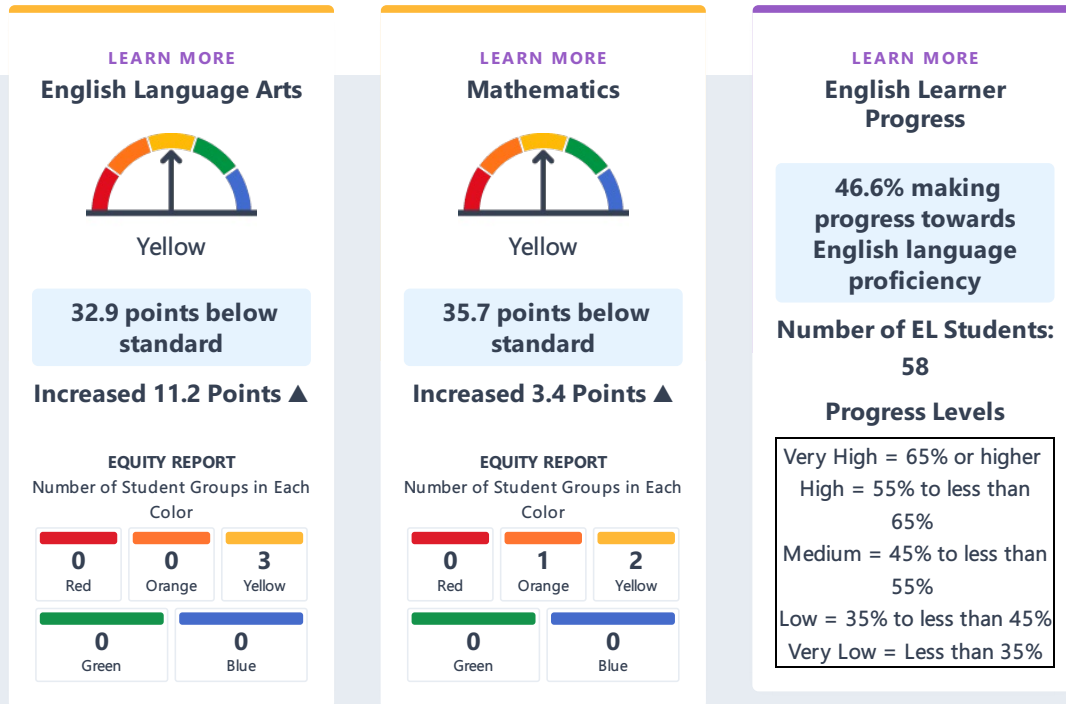 LEARN MORE
English Language Arts
Yellow
32.9 points below
standard
Increased 11.2 Points ▲
EQUITY REPORT
Number of Student Groups in Each
Color
0
Red
0
Orange
3
Yellow
0
Green
0
Blue
LEARN MORE
Mathematics
Yellow
35.7 points below
standard
Increased 3.4 Points ▲
EQUITY REPORT
Number of Student Groups in Each
Color
0
Red
1
Orange
2
Yellow
0
Green
0
Blue
LEARN MORE
English Learner
Progress
46.6% making
progress towards
English language
proficiency
Number of EL Students:
58
Progress Levels
Very High = 65% or higher
High = 55% to less than
65%
Medium = 45% to less than
55%
Low = 35% to less than 45%
Very Low = Less than 35%